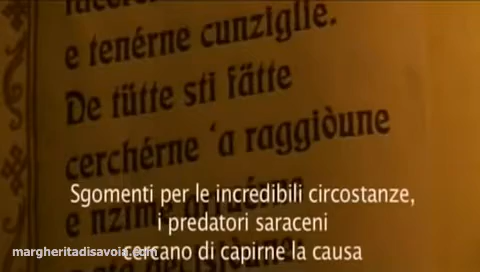 e tenérne cunziglie.
De tütte sti fätte
cerchérne 'a raggiòune
e nzime
Sgomenti per le incredibili circostanze,
i predatori saraceni
cercano di capirne la causa
margheritadisavoia.com